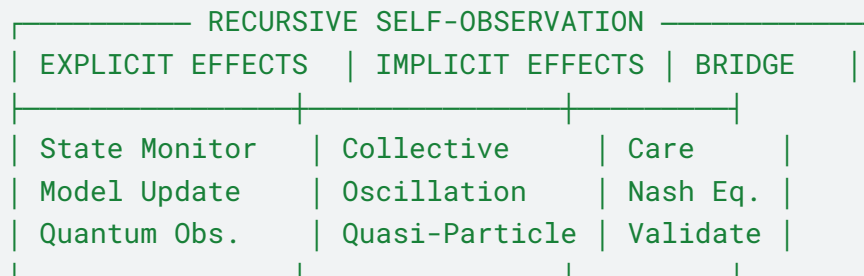 ┌────────── RECURSIVE SELF-OBSERVATION ────────────
│ EXPLICIT EFFECTS  │ IMPLICIT EFFECTS │ BRIDGE   │
├────────────────┼───────────────┼─────────┤
│ State Monitor   │ Collective     │ Care     │
│ Model Update    │ Oscillation    │ Nash Eq. │
│ Quantum Obs.    │ Quasi-Particle │ Validate │